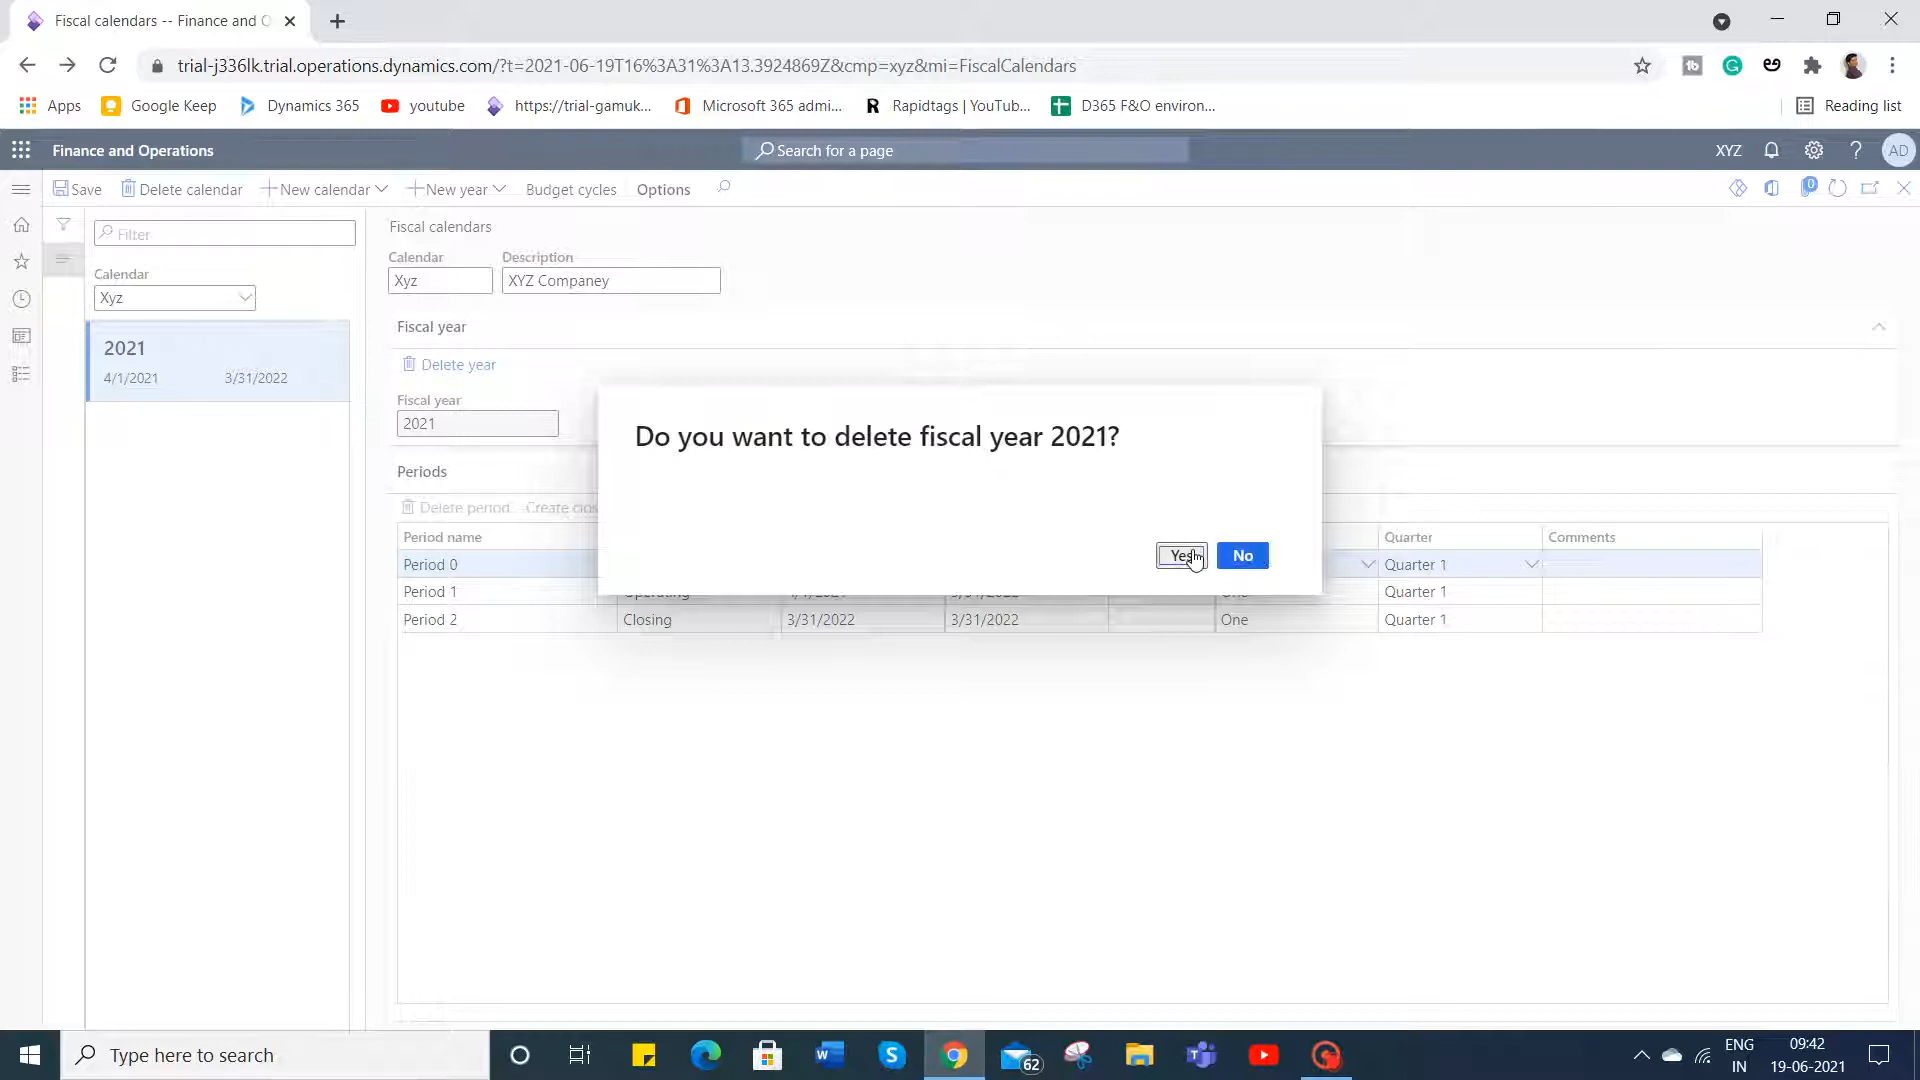 Fiscal calendars -- Finance and O
trial-j336lk.trial.operations.dynamics.com/?t=2021-06-19T16%3A31%3A13.3924869Z&cmp=xyz&mi=FiscalCalendars
Apps Google Keep Dynamics 365 youtube https://trial-gamuk... Microsoft 365 admi... Rapidtags | YouTub... D365 F&O environ... Reading list
Finance and Operations Search for a page XYZ ? AD
Save Delete calendar New calendar New year Budget cycles Options 0
Filter
Calendar
Xyz
2021
4/1/2021 3/31/2022
Fiscal calendars
Calendar Description
Xyz XYZ Companey
Fiscal year
Delete year
Fiscal year
2021
Do you want to delete fiscal year 2021?
Yes No
Periods
Delete period Create clos
Period name Quarter Comments
Period 0 Quarter 1
Period 1 Quarter 1
Period 2 Closing 3/31/2022 3/31/2022 One Quarter 1
Type here to search
62
ENG
IN
09:42
19-06-2021